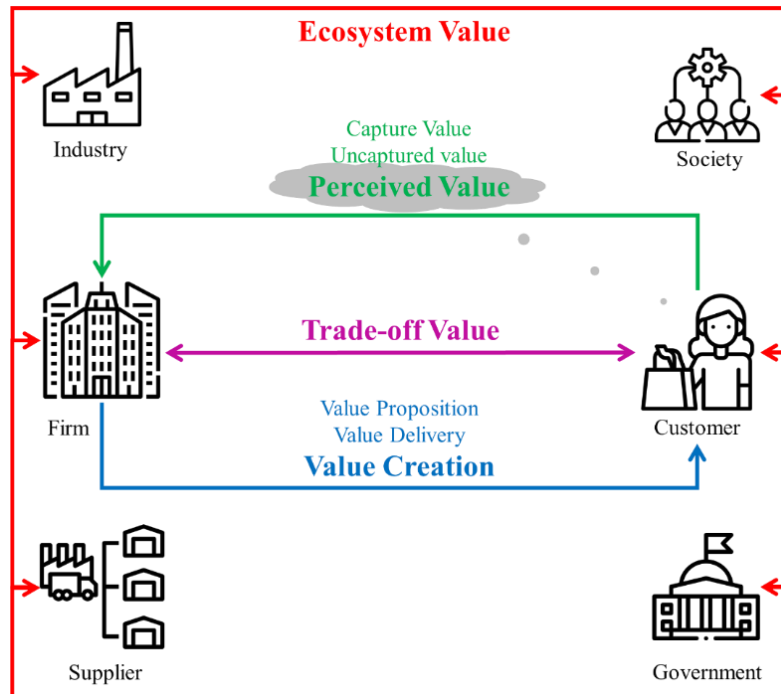 Ecosystem Value
Industry
Society
Capture Value
Uncaptured value
Perceived Value
Trade-off Value
Firm
Customer
Value Proposition
Value Delivery
Value Creation
Supplier
Government